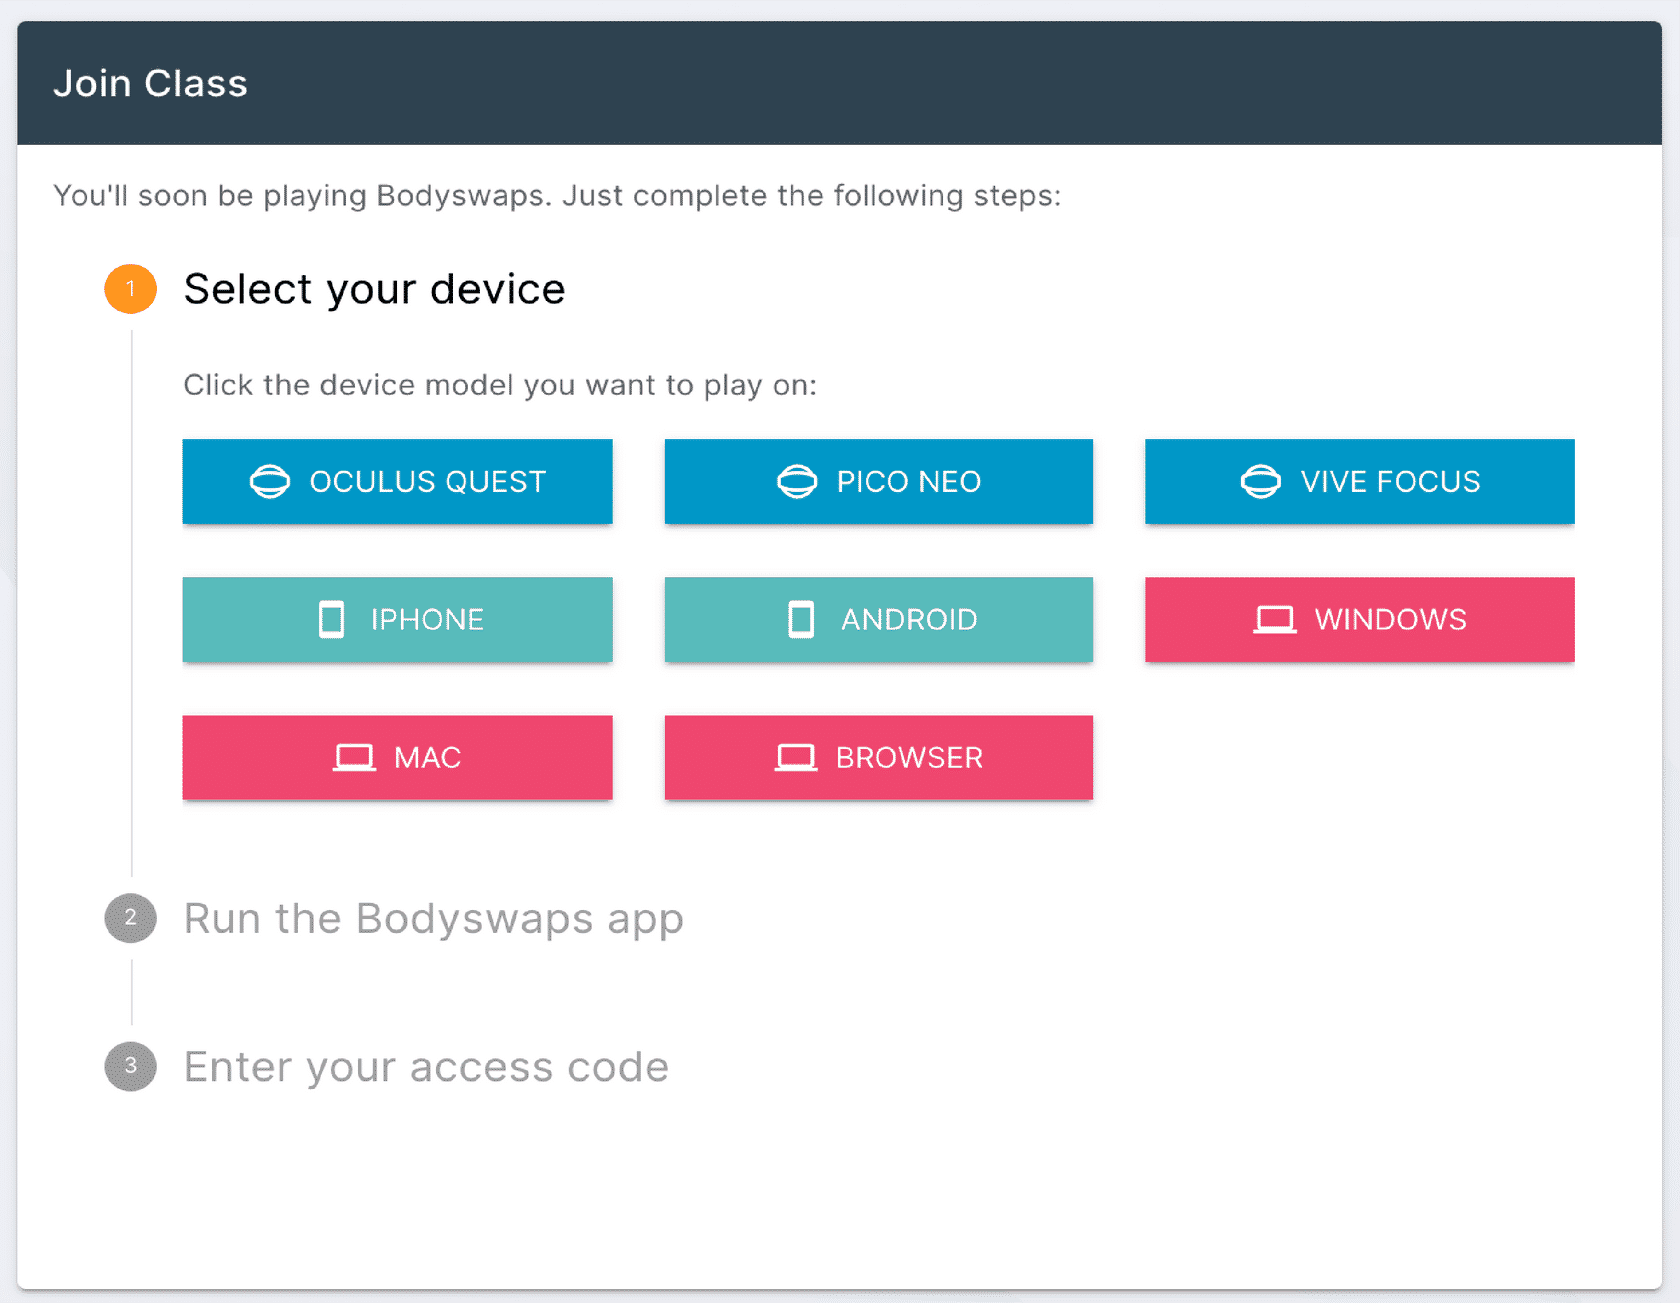 Join Class
You'll soon be playing Bodyswaps. Just complete the following steps:
1 Select your device
Click the device model you want to play on:
OCULUS QUEST PICO NEO VIVE FOCUS
IPHONE ANDROID WINDOWS
MAC BROWSER
2 Run the Bodyswaps app
3 Enter your access code